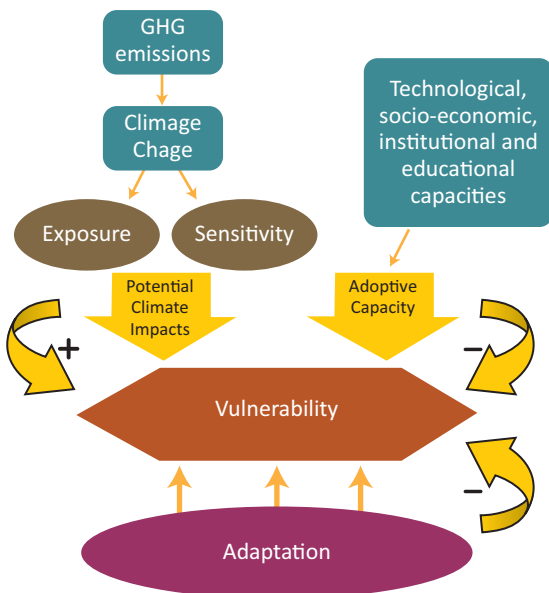 GHG
emissions
Climage
Chage
Technological,
socio-economic,
institutional and
educational
capacities
Exposure
Sensitivity
Potential
Climate
Impacts
Adoptive
Capacity
+
−
Vulnerability
−
Adaptation